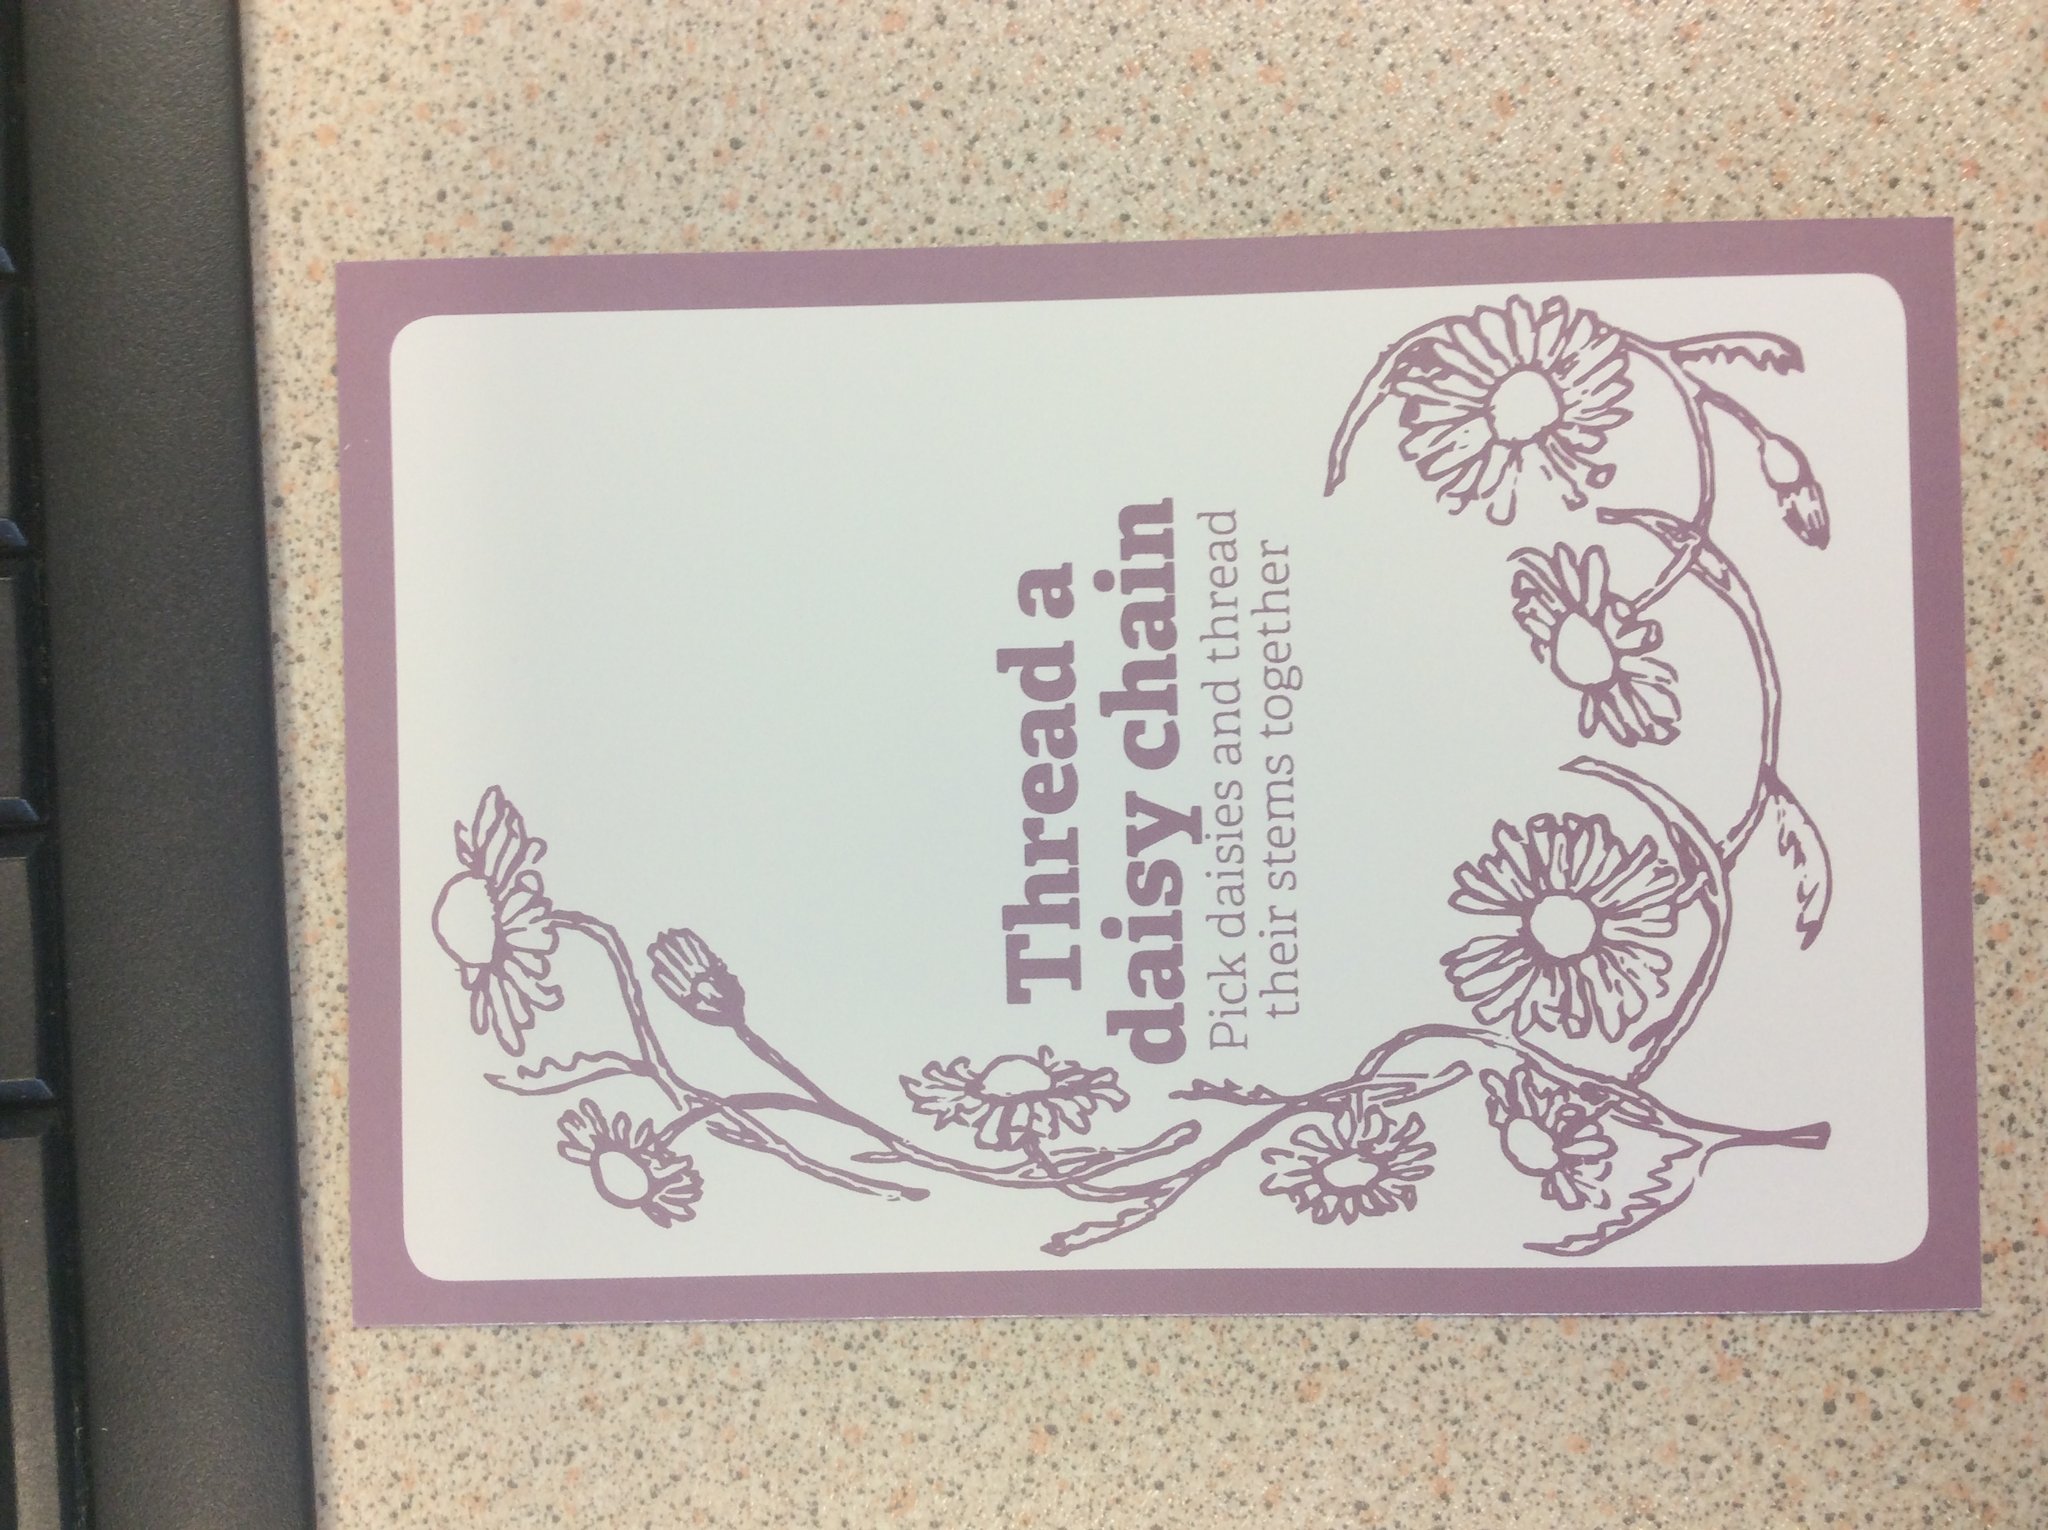 Thread a
daisy chain
Pick daisies and thread
their stems together